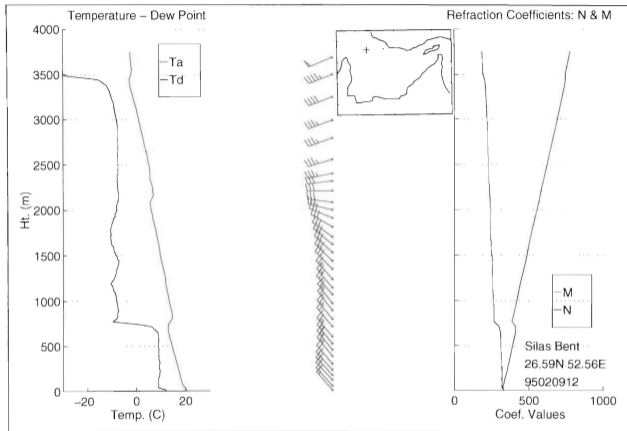 Temperature – Dew Point
Refraction Coefficients: N & M
4000
3500
3000
2500
2000
1500
1000
500
0
Ht. (m)
Ta
Td
−20
0
20
Temp. (C)
M
N
Silas Bent
26.59N 52.56E
95020912
0
500
1000
Coef. Values